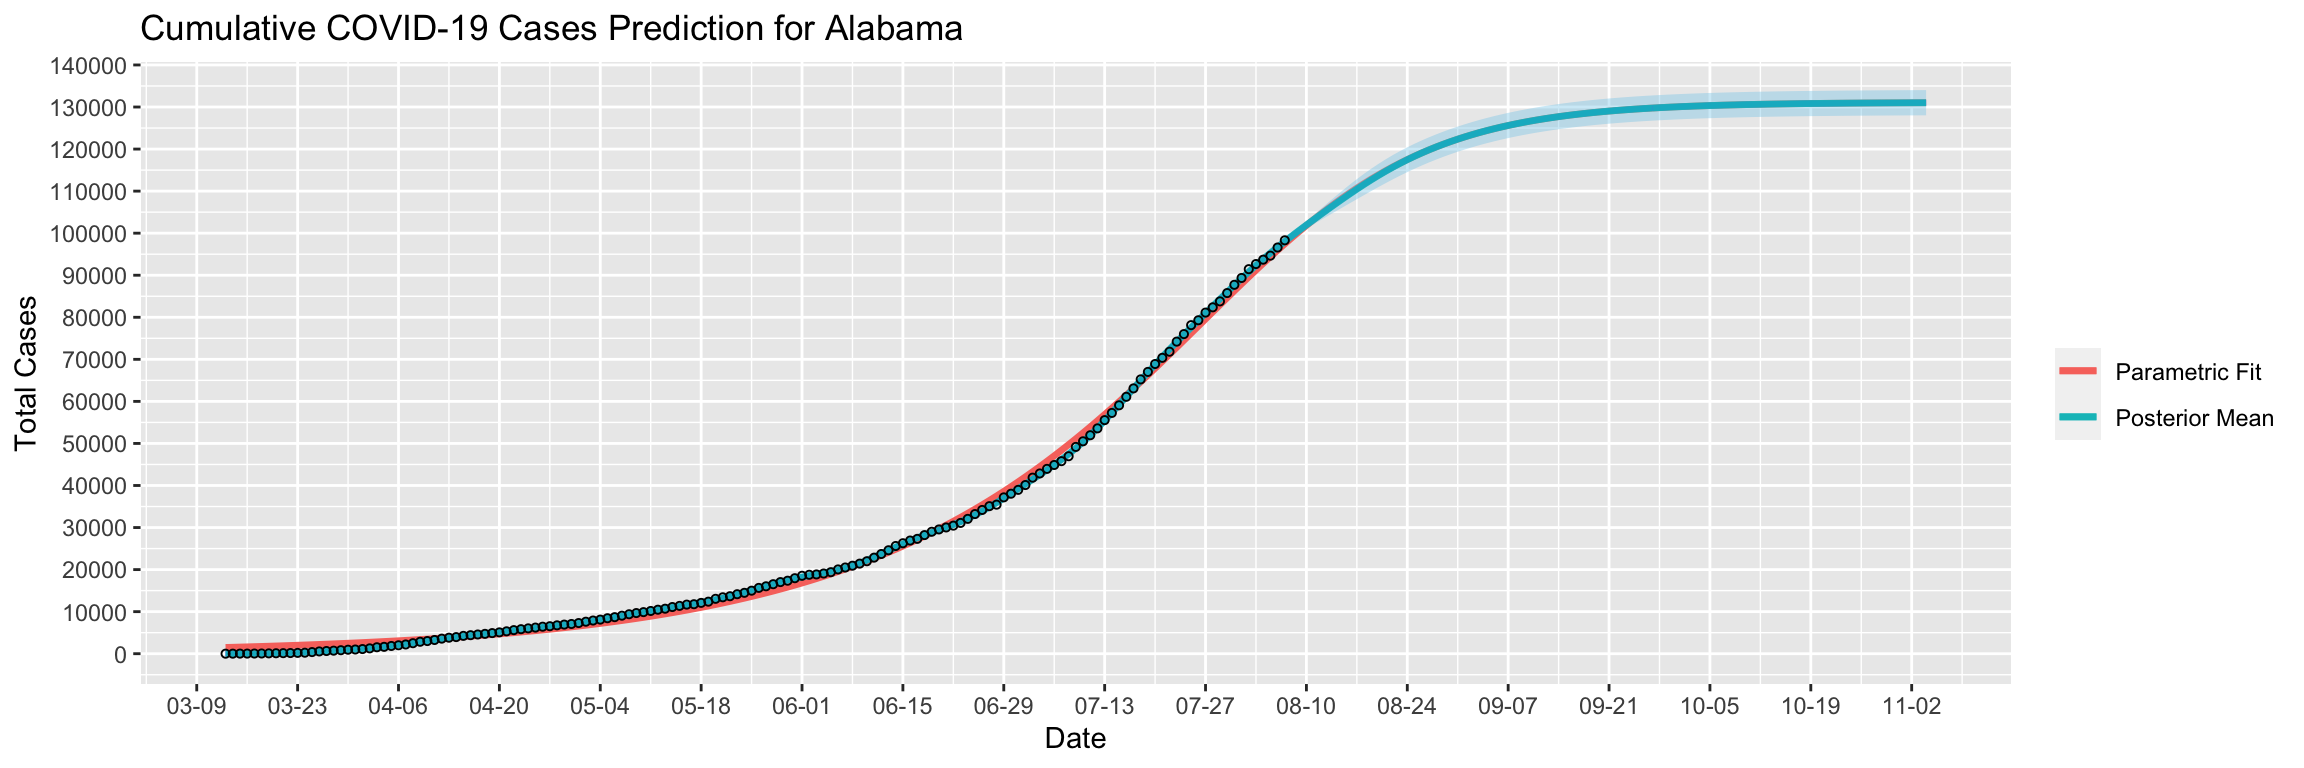 Cumulative COVID-19 Cases Prediction for Alabama
140000
130000
120000
110000
100000
90000
80000
70000
60000
50000
40000
30000
20000
10000
0
Total Cases
03-09 03-23 04-06 04-20 05-04 05-18 06-01 06-15 06-29 07-13 07-27 08-10 08-24 09-07 09-21 10-05 10-19 11-02
Date
Parametric Fit
Posterior Mean